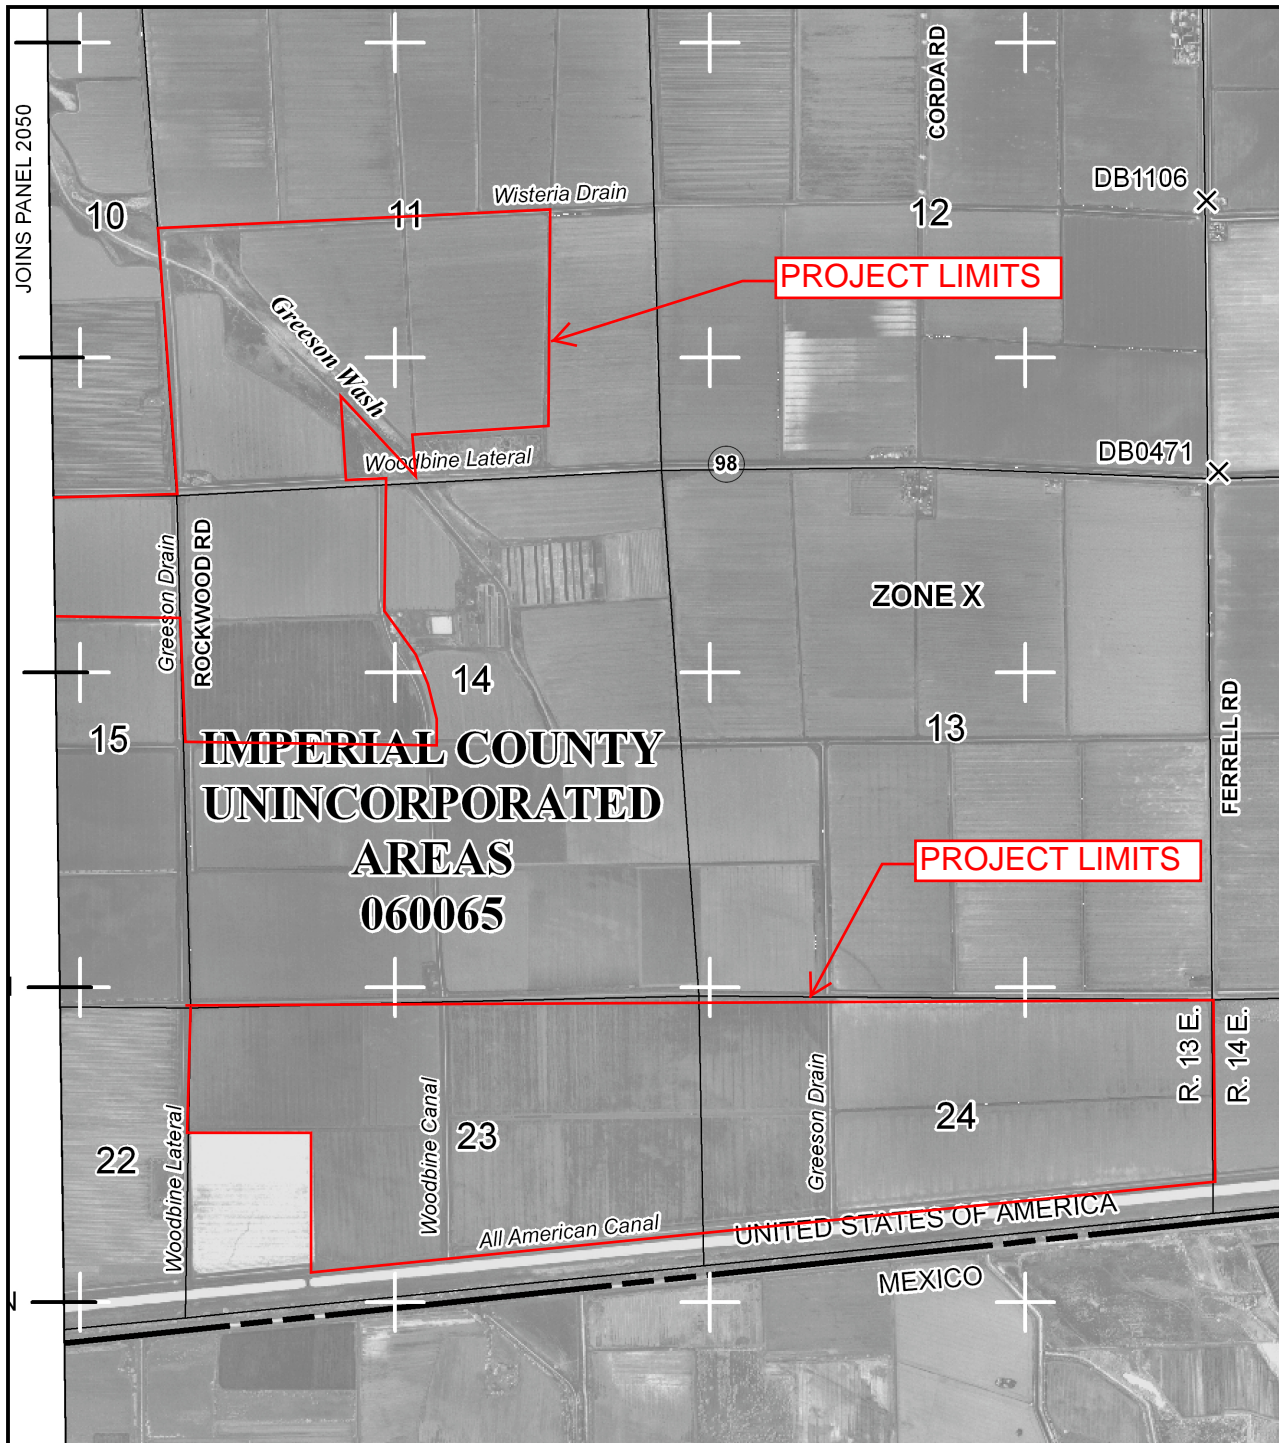 JOINS PANEL 2050
CORDA RD
DB1106
10
11
12
Wisteria Drain
PROJECT LIMITS
Greeson Wash
Woodbine Lateral
98
DB0471
Greeson Drain
ROCKWOOD RD
ZONE X
14
15
13
FERRELL RD
IMPERIAL COUNTY
UNINCORPORATED
AREAS
060065
PROJECT LIMITS
R. 13 E.
R. 14 E.
Woodbine Lateral
Woodbine Canal
Greeson Drain
22
23
24
All American Canal
UNITED STATES OF AMERICA
MEXICO